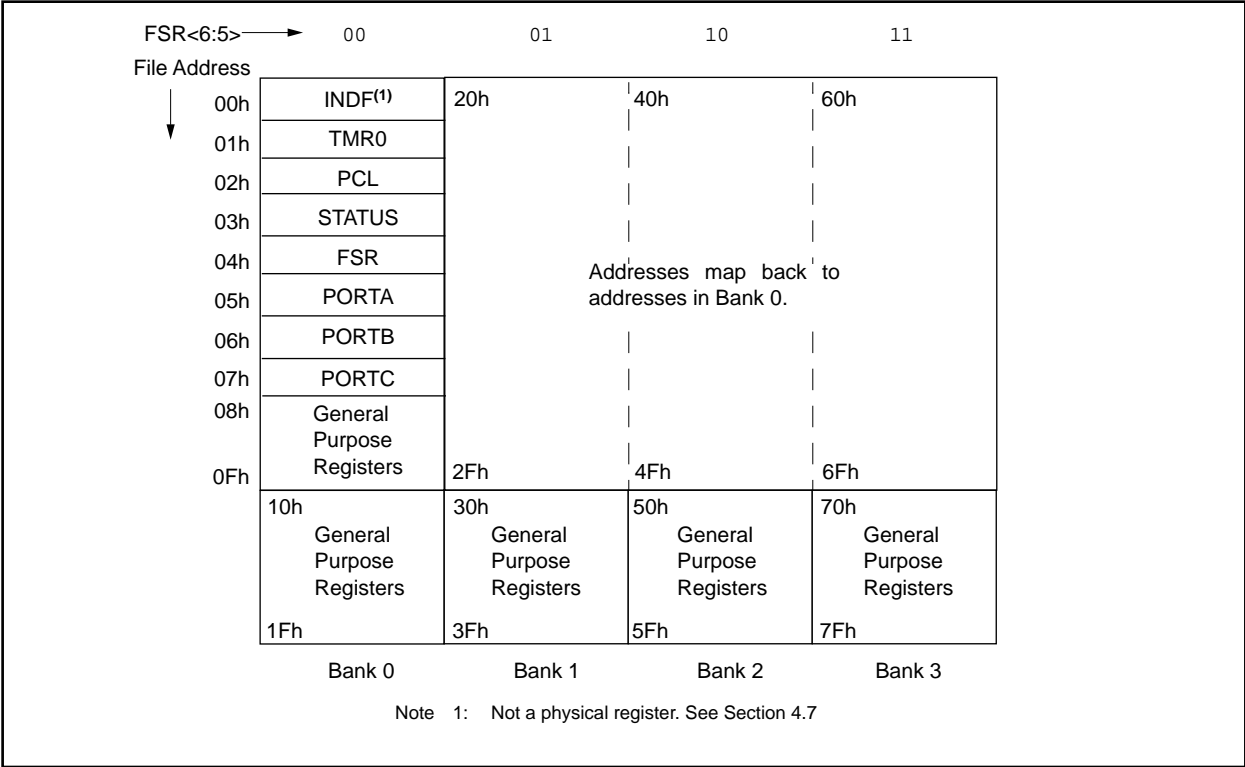 FSR<6:5> 00 01 10 11
File Address
00h INDF(1) 20h 40h 60h
01h TMR0
02h PCL
03h STATUS
04h FSR
Addresses map back to
05h PORTA addresses in Bank 0.
06h PORTB
07h PORTC
08h General
Purpose
0Fh Registers 2Fh 4Fh 6Fh
10h 30h 50h 70h
General General General General
Purpose Purpose Purpose Purpose
Registers Registers Registers Registers
1Fh 3Fh 5Fh 7Fh
Bank 0 Bank 1 Bank 2 Bank 3
Note 1: Not a physical register. See Section 4.7